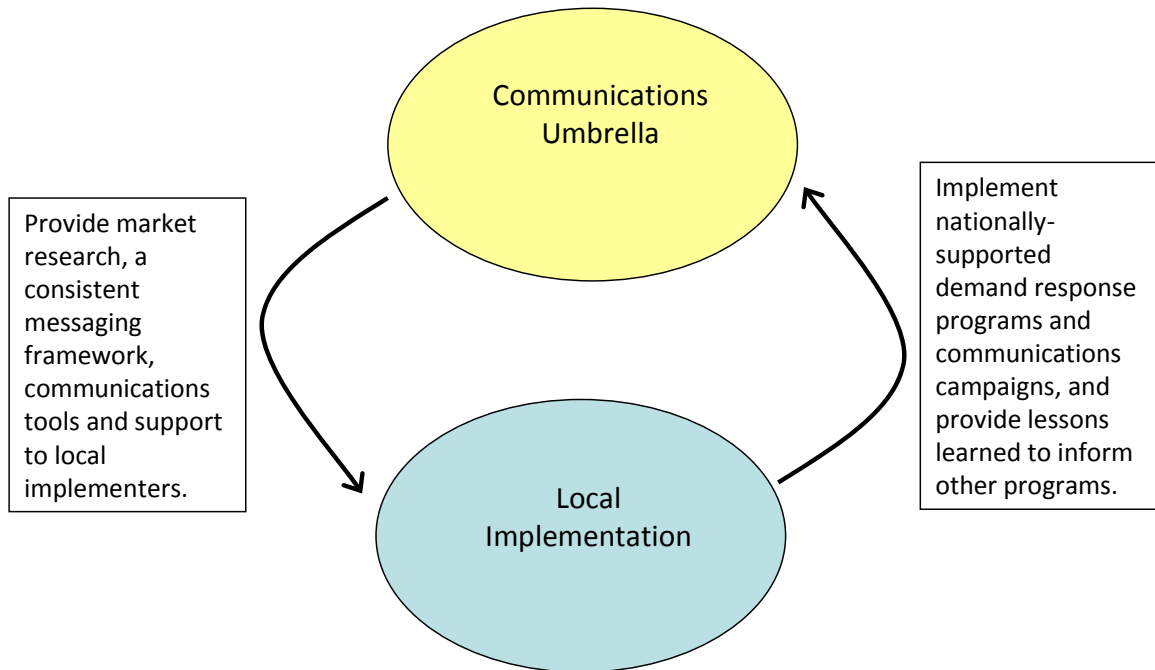 Communications
Umbrella
Provide market
research, a
consistent
messaging
framework,
communications
tools and support
to local
implementers.
Implement
nationally-
supported
demand response
programs and
communications
campaigns, and
provide lessons
learned to inform
other programs.
Local
Implementation